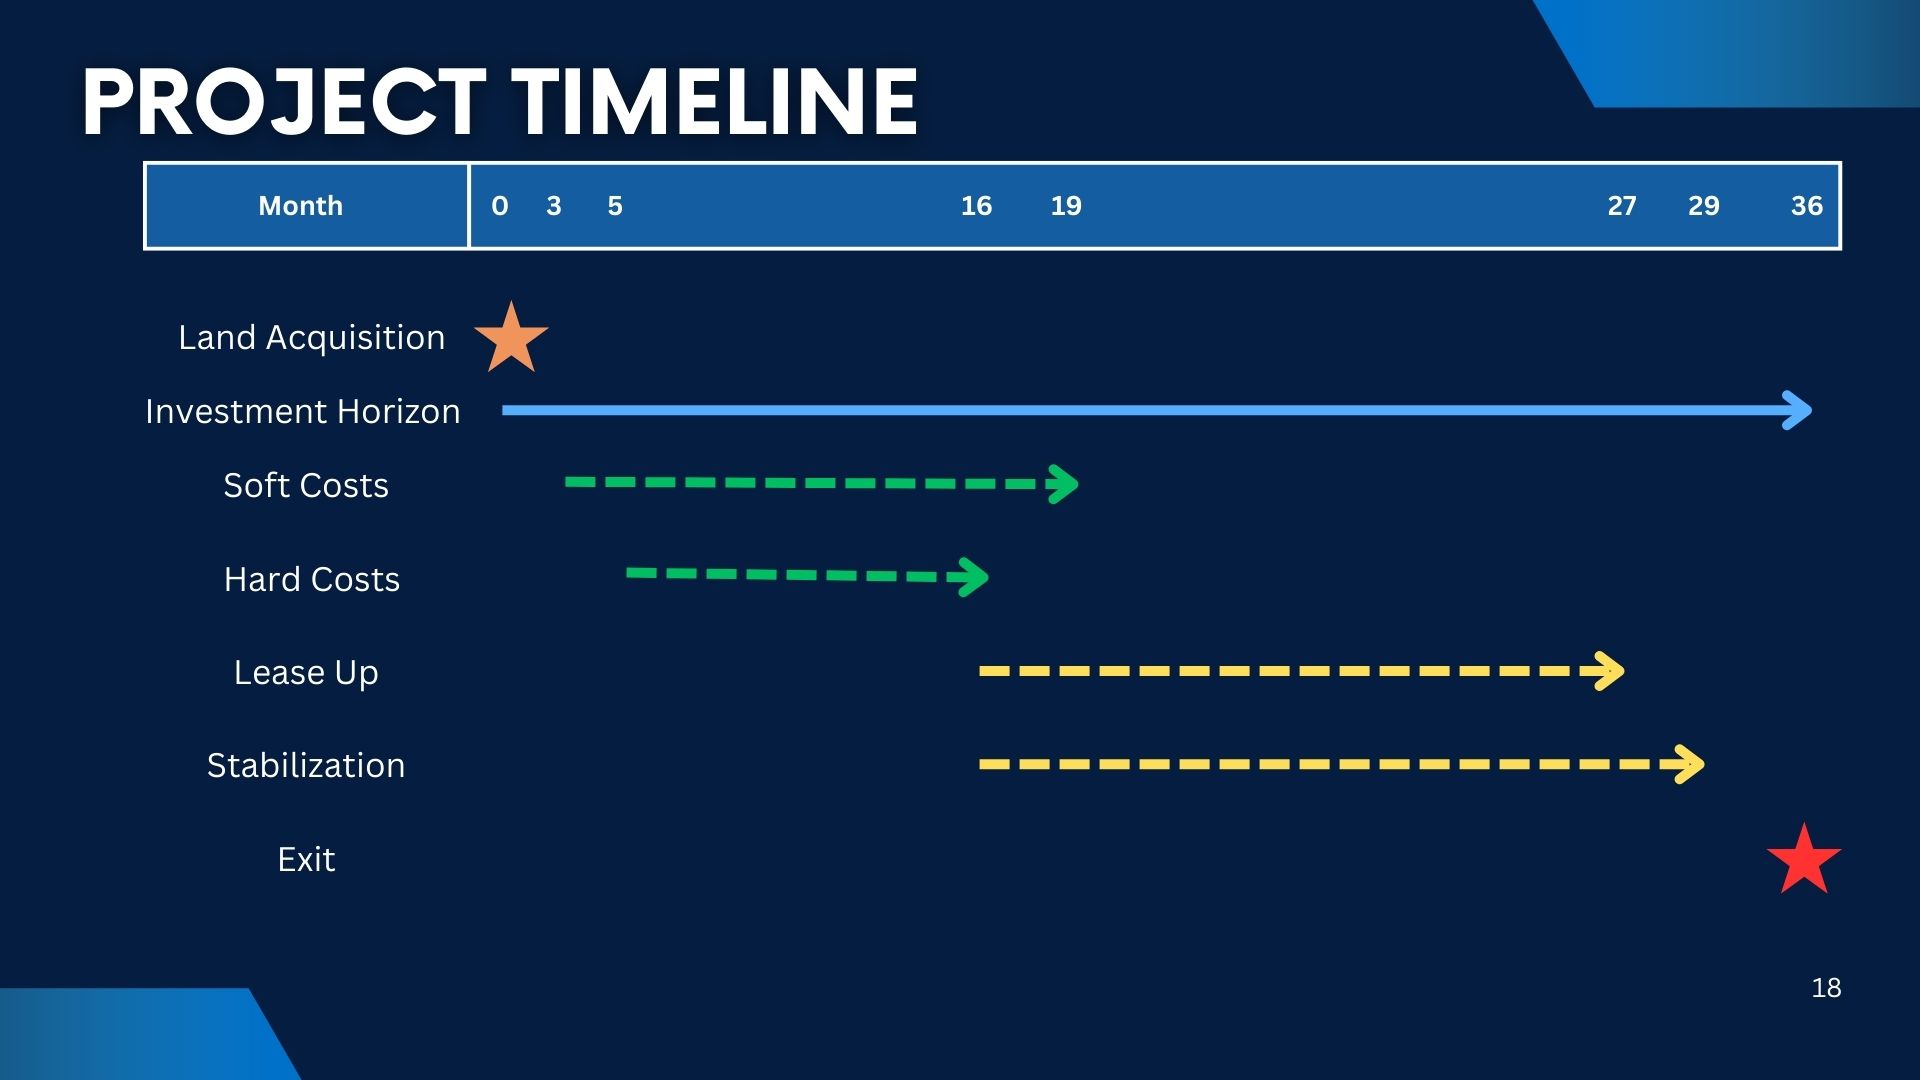 PROJECT TIMELINE
Month 0 3 5 16 19 27 29 36
Land Acquisition
Investment Horizon
Soft Costs
Hard Costs
Lease Up
Stabilization
Exit
18